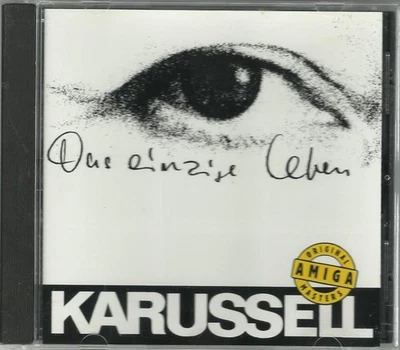 Das einzige Leben
ORIGINAL
AMIGA
MASTERS
KARUSSELL